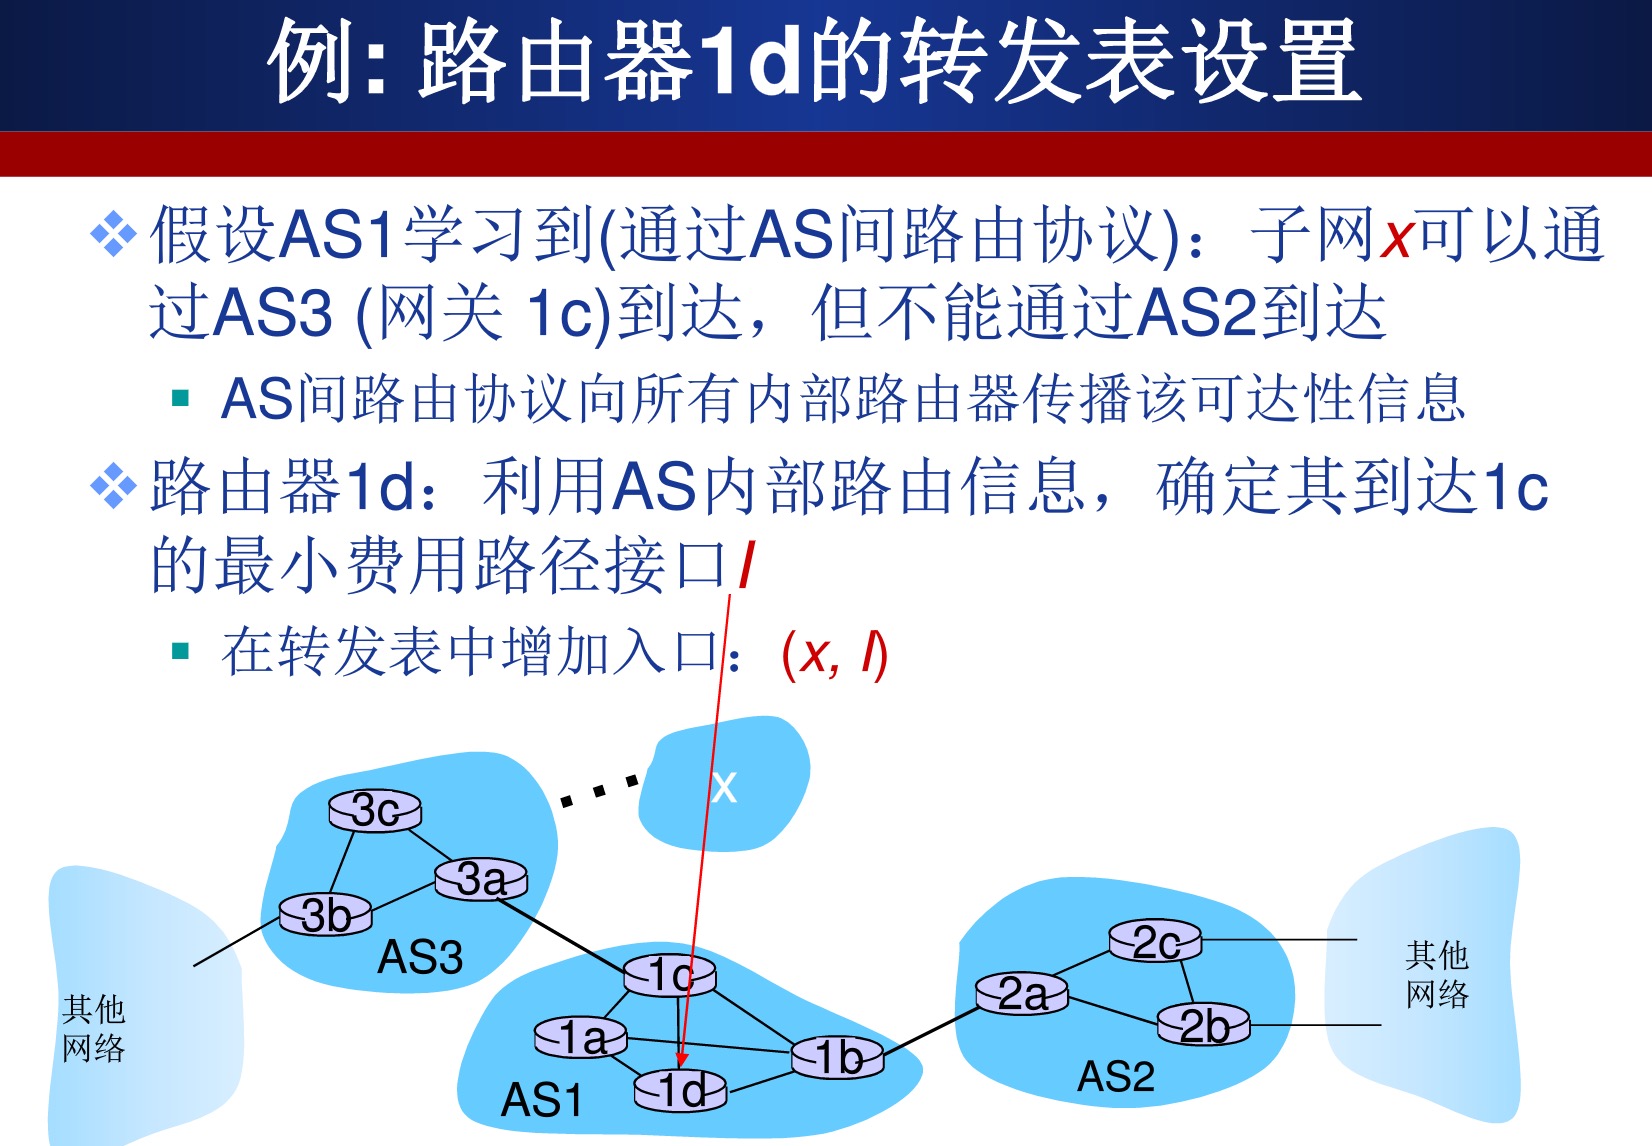 例: 路由器1d的转发表设置
假设AS1学习到(通过AS间路由协议)：子网x可以通
过AS3 (网关 1c)到达，但不能通过AS2到达
AS间路由协议向所有内部路由器传播该可达性信息
路由器1d：利用AS内部路由信息，确定其到达1c
的最小费用路径接口I
在转发表中增加入口：(x, I)
x
3c
3a
3b
AS3
其他
网络
1c
1a
1b
1d
AS1
2c
2a
2b
AS2
其他
网络